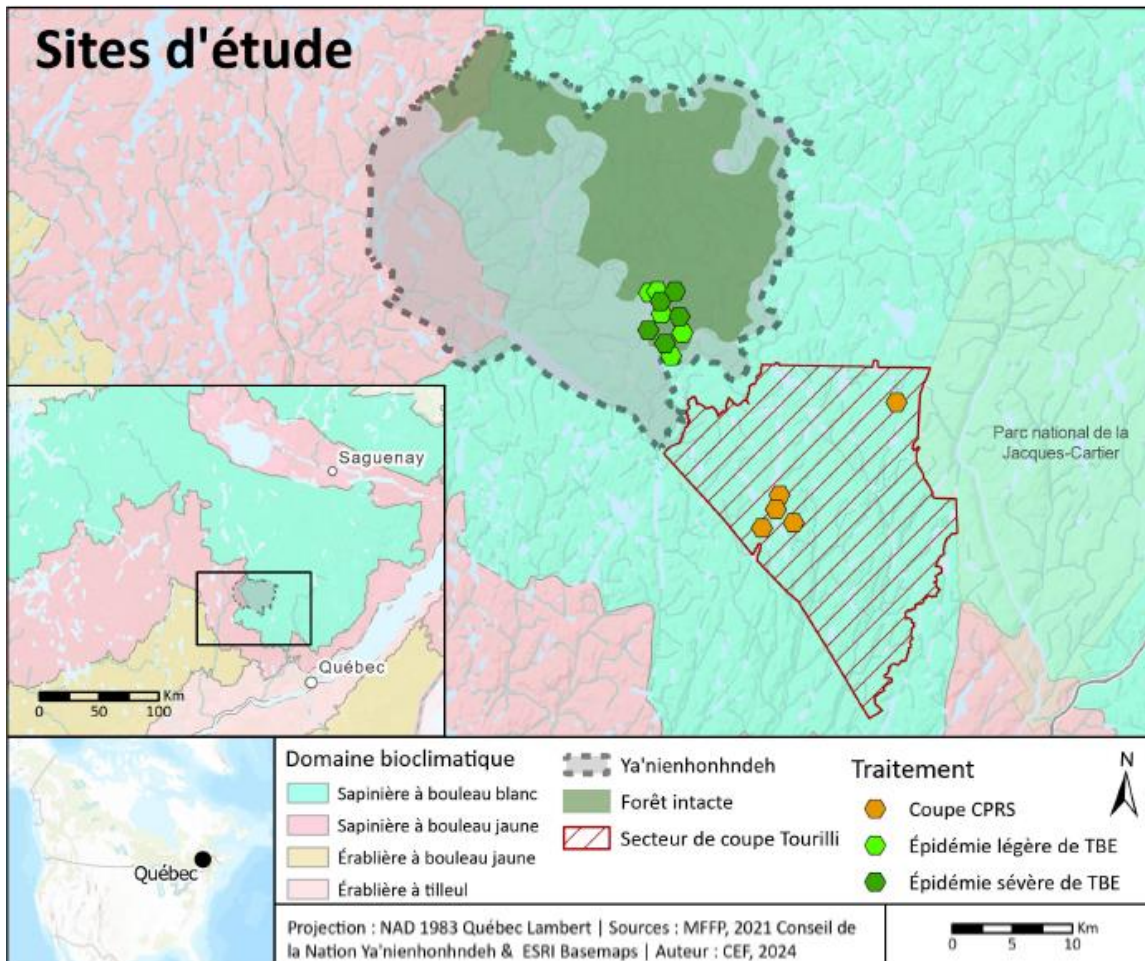 Sites d'étude
Parc national de la
Jacques-Cartier
Saguenay
Québec
Km
0 50 100
Québec
Domaine bioclimatique
Sapinière à bouleau blanc
Sapinière à bouleau jaune
Érablière à bouleau jaune
Érablière à tilleul
Ya'nienhonhndeh
Forêt intacte
Secteur de coupe Tourilli
Traitement
Coupe CPRS
Épidémie légère de TBE
Épidémie sévère de TBE
N
Projection : NAD 1983 Québec Lambert | Sources : MFFP, 2021 Conseil de
la Nation Ya'nienhonhndeh & ESRI Basemaps | Auteur : CEF, 2024
Km
0 5 10